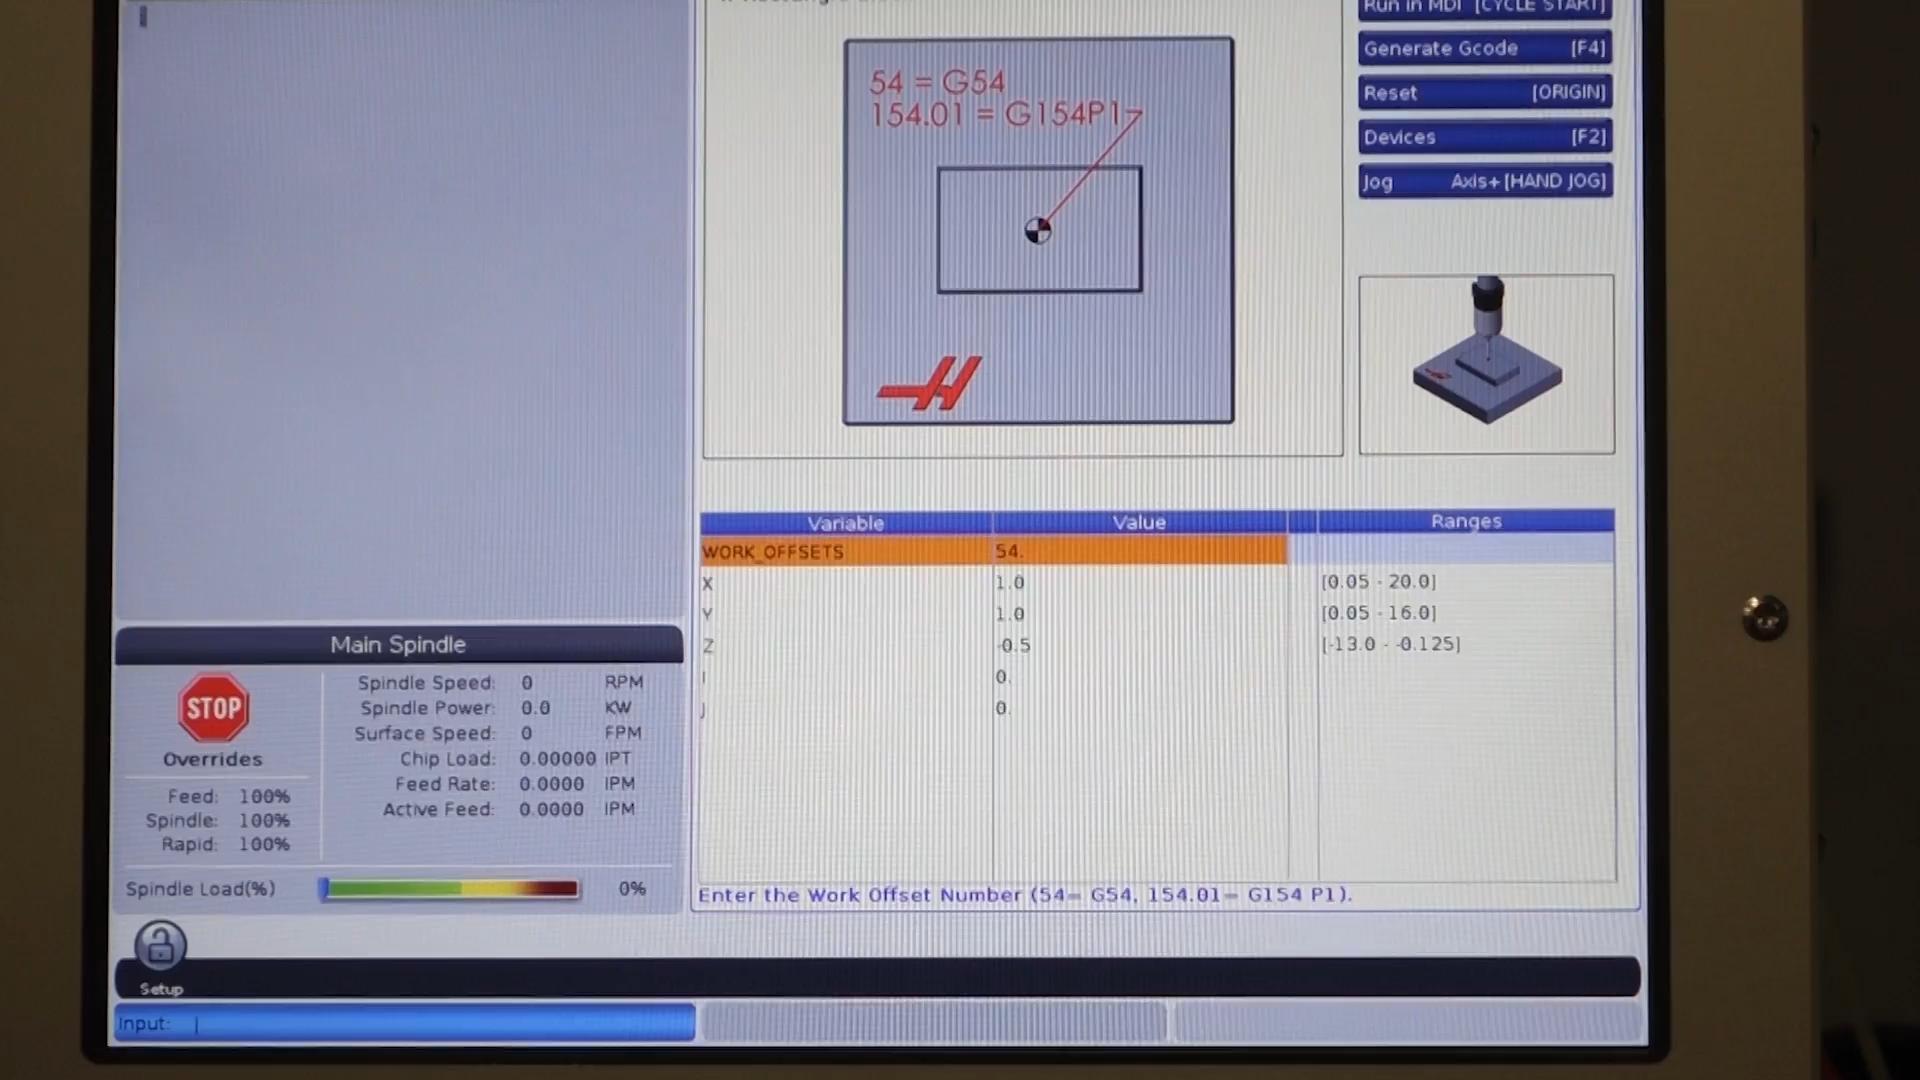 Run in MDI [CYCLE START]
54 = G54
154.01 = G154P1
Generate Gcode [F4]
Reset [ORIGIN]
Devices [F2]
Jog Axis+[HAND JOG]
Variable Value Ranges
WORK_OFFSETS 54.
X 1.0 [0.05 - 20.0]
Y 1.0 [0.05 - 16.0]
Z -0.5 [-13.0 - -0.125]
I 0.
J 0.
Enter the Work Offset Number (54= G54, 154.01= G154 P1).
Main Spindle
STOP
Overrides
Feed: 100%
Spindle: 100%
Rapid: 100%
Spindle Speed: 0 RPM
Spindle Power: 0.0 KW
Surface Speed: 0 FPM
Chip Load: 0.00000 IPT
Feed Rate: 0.0000 IPM
Active Feed: 0.0000 IPM
Spindle Load(%) 0%
Setup
Input: